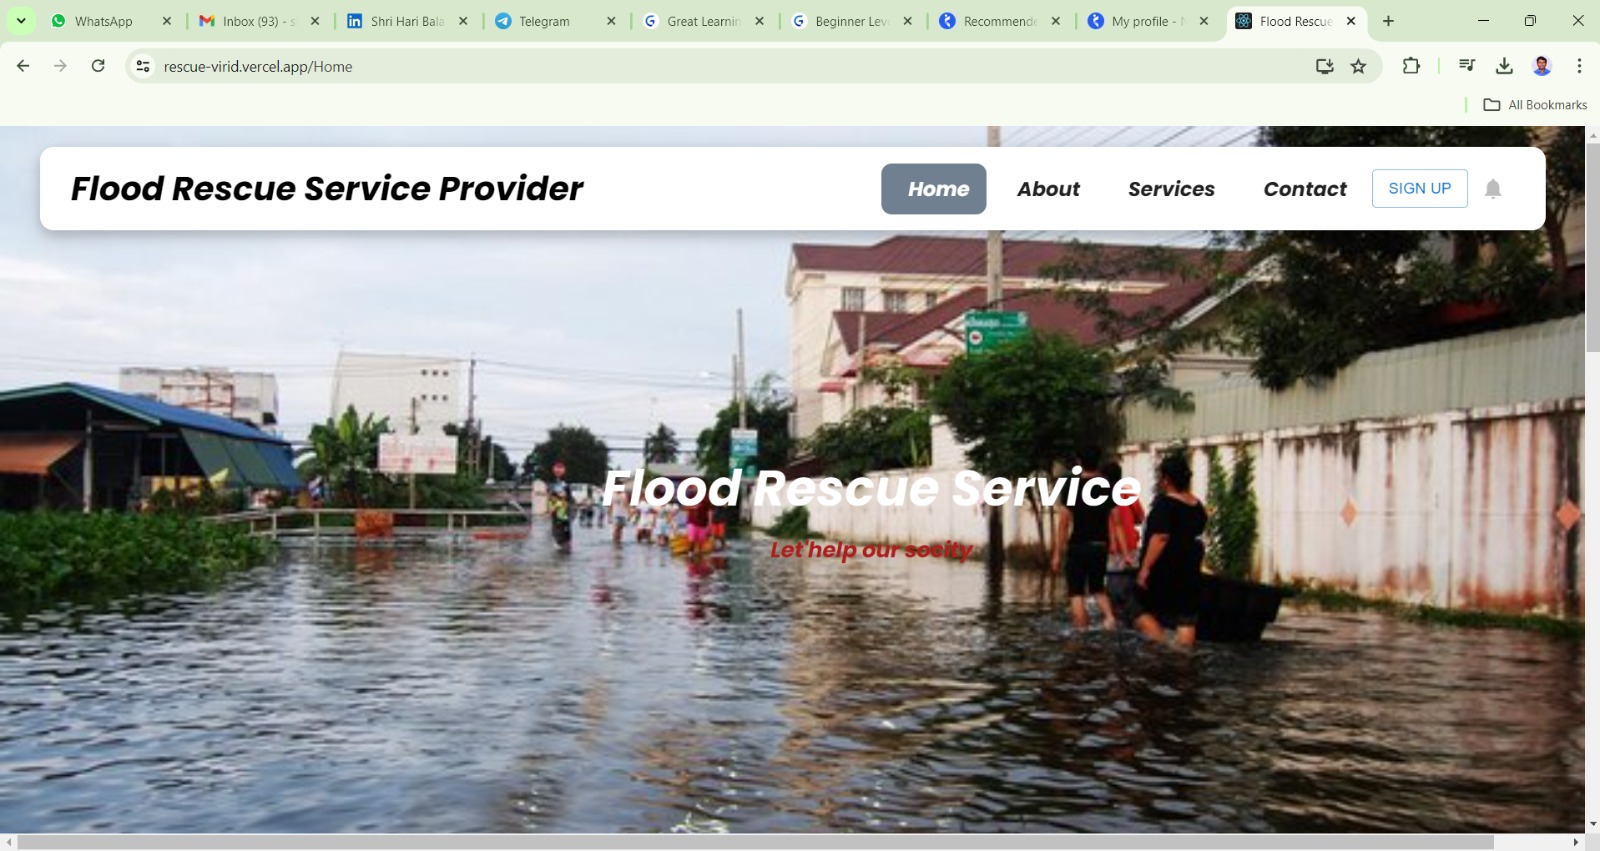 WhatsApp
Inbox (93) - s
Shri Hari Bala
Telegram
Great Learnin
Beginner Leve
Recommende
My profile - N
Flood Rescue
rescue-virid.vercel.app/Home
All Bookmarks
Flood Rescue Service Provider
Home
About
Services
Contact
SIGN UP
Flood Rescue Service
Let'help our socity